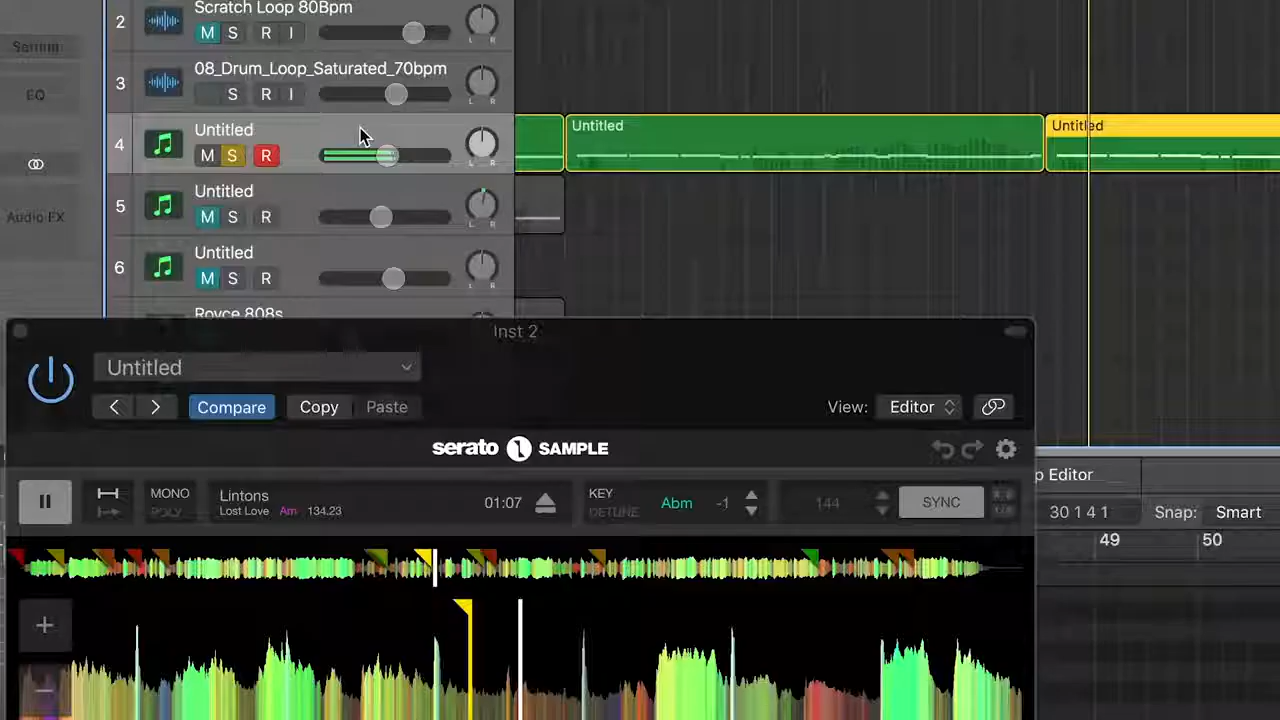 2 Scratch Loop 80Bpm
M S R I
L R
3 08_Drum_Loop_Saturated_70bpm
S R I
L R
EQ
4 Untitled
M S R
L R
Untitled Untitled
Audio FX
5 Untitled
M S R
L R
6 Untitled
M S R
L R
Royce 808s
Inst 2
Untitled
Compare Copy Paste View: Editor
serato SAMPLE
p Editor
MONO
POLY
Lintons
Lost Love Am 134.23
01:07
KEY
DETUNE
Abm -1
144
SYNC
30 1 4 1 Snap: Smart
49 50